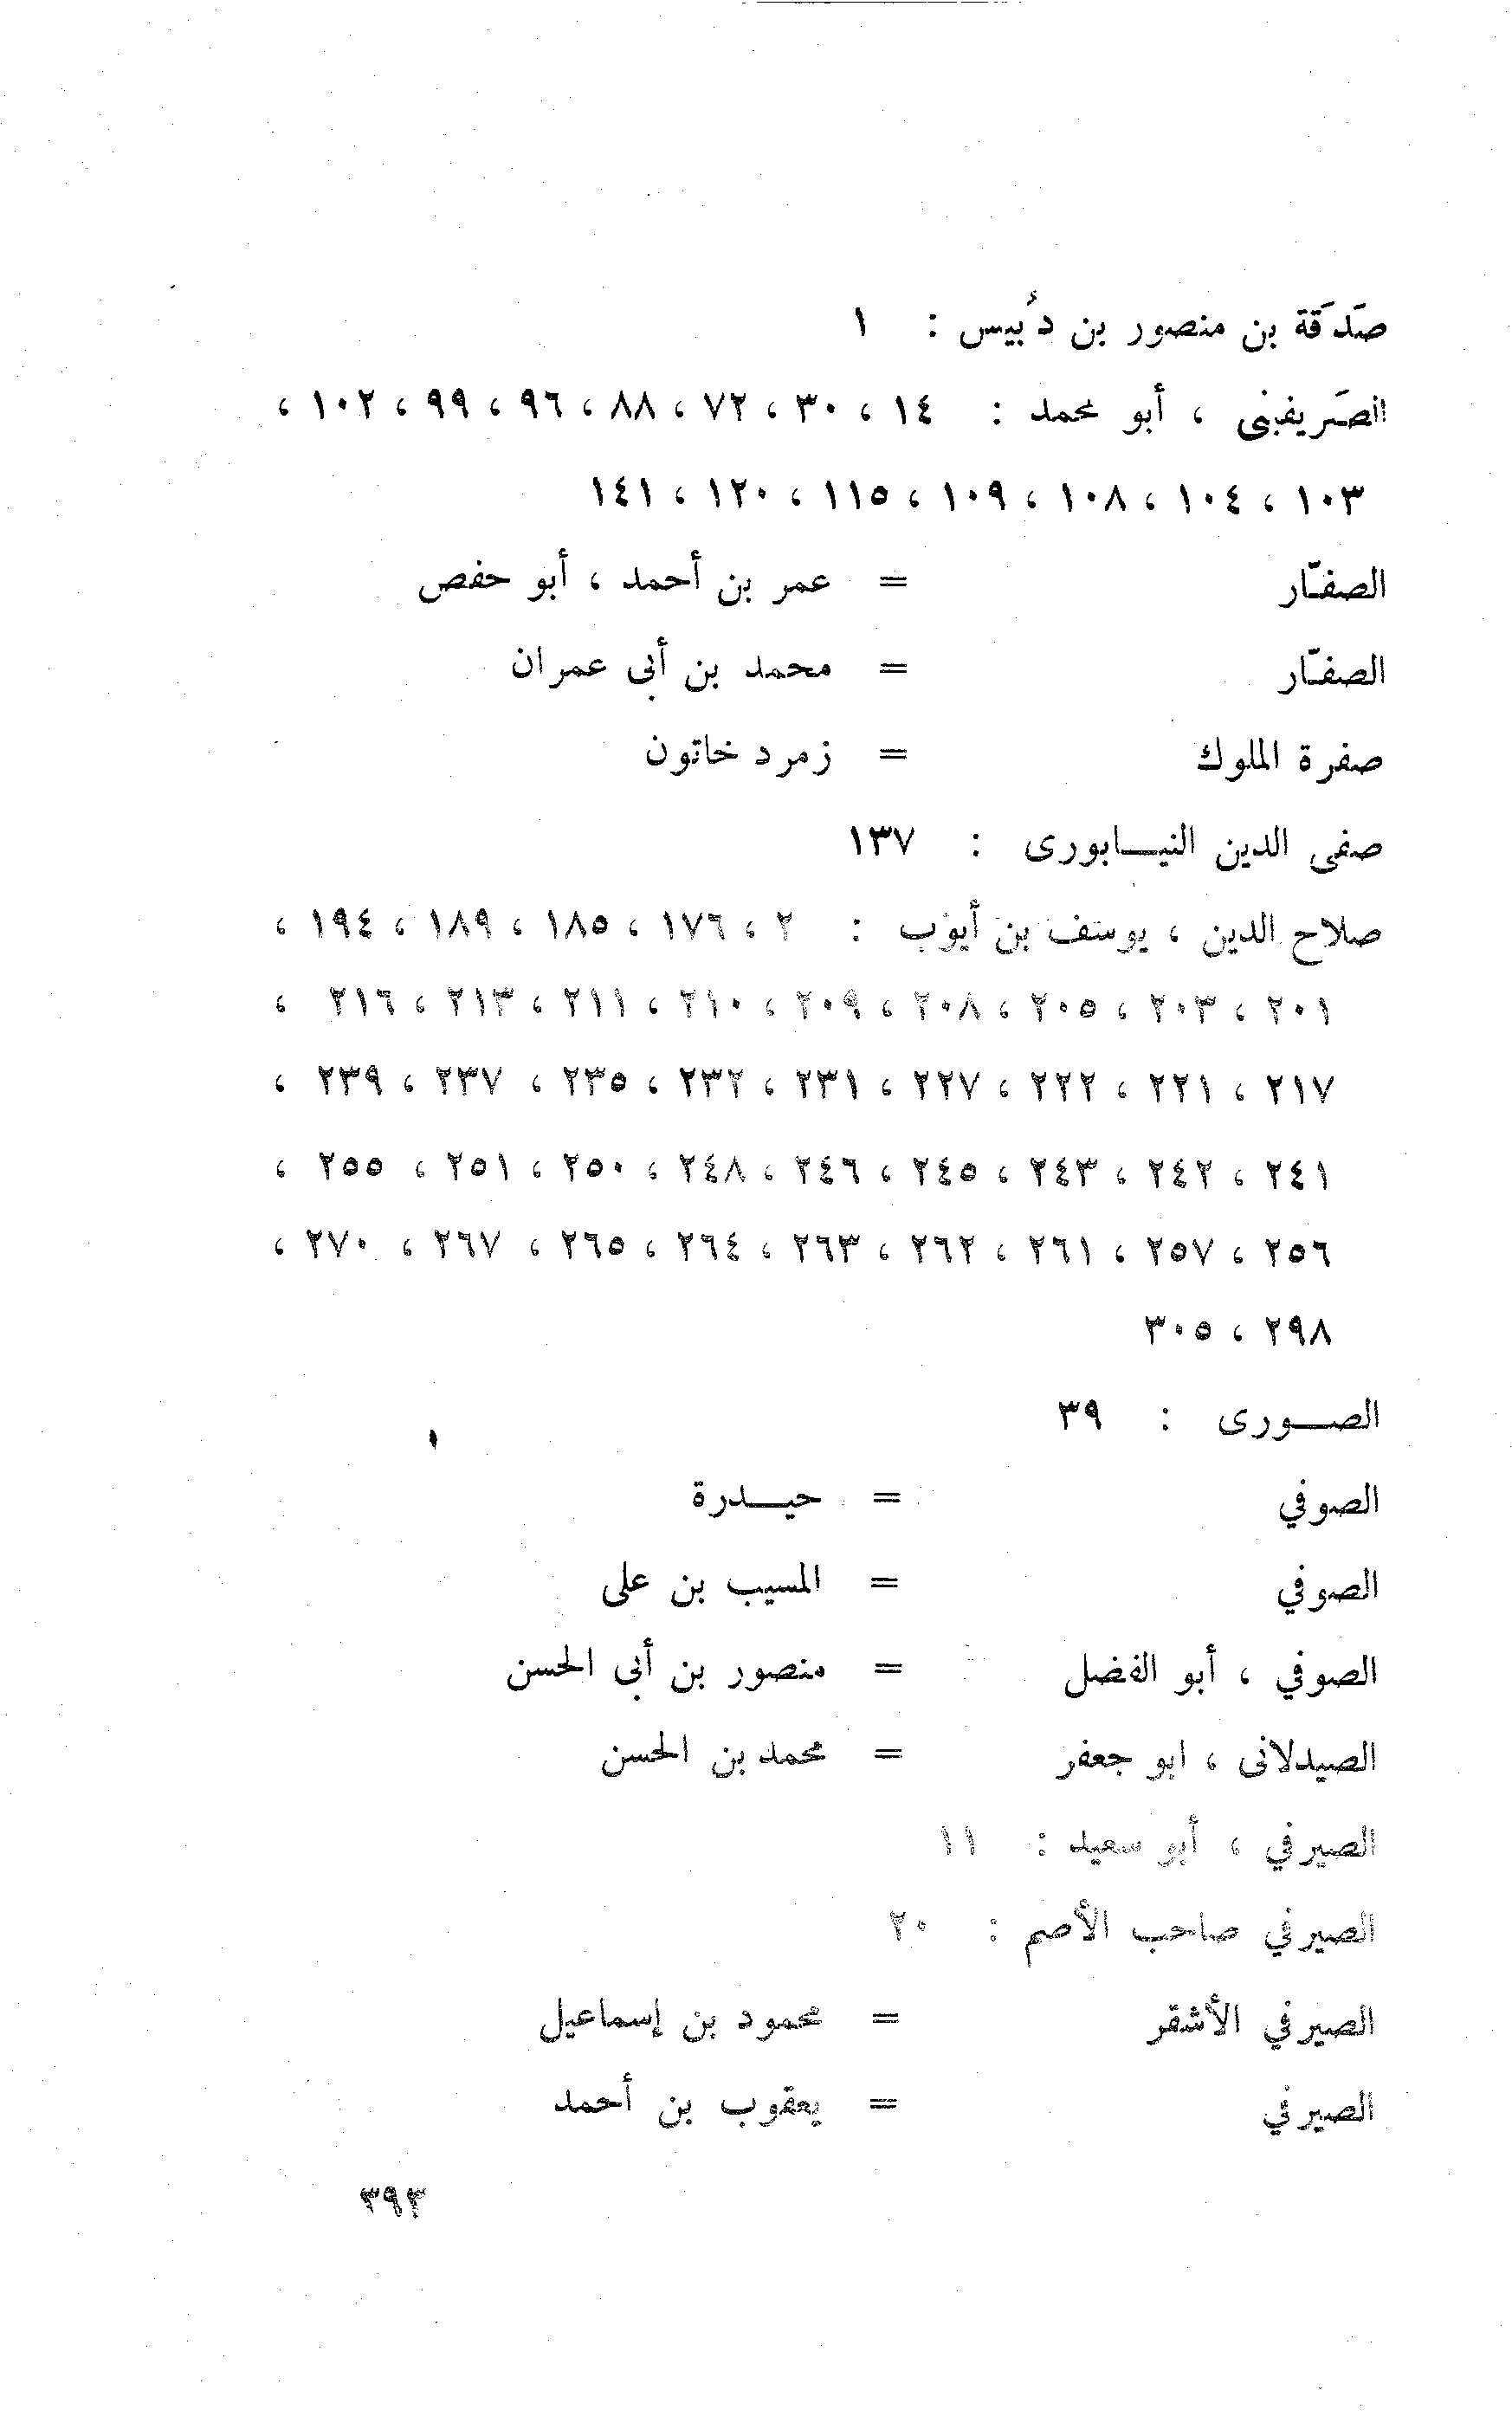 صَدَقة بن منصور بن دُبيس : ١
الصَريفينى ، أبو محمد : ١٤ ، ٣٠ ، ٧٢ ، ٨٨ ، ٩٦ ، ٩٩ ، ١٠٢ ،
١٠٣ ، ١٠٤ ، ١٠٨ ، ١٠٩ ، ١١٥ ، ١٢٠ ، ١٤١
الصفّار = عمر بن أحمد ، أبو حفص
الصفّار = محمد بن أبى عمران
صفرة الملوك = زمرد خاتون
صفى الدين النيـابورى : ١٣٧
صلاح الدين ، يوسف بن أيوب : ٢ ، ١٧٦ ، ١٨٥ ، ١٨٩ ، ١٩٤ ،
٢٠١ ، ٢٠٣ ، ٢٠٥ ، ٢٠٨ ، ٢٠٩ ، ٢١٠ ، ٢١١ ، ٢١٣ ، ٢١٦ ،
٢١٧ ، ٢٢١ ، ٢٢٢ ، ٢٢٧ ، ٢٣١ ، ٢٣٢ ، ٢٣٥ ، ٢٣٧ ، ٢٣٩ ،
٢٤١ ، ٢٤٢ ، ٢٤٣ ، ٢٤٥ ، ٢٤٦ ، ٢٤٨ ، ٢٥٠ ، ٢٥١ ، ٢٥٥ ،
٢٥٦ ، ٢٥٧ ، ٢٦١ ، ٢٦٢ ، ٢٦٣ ، ٢٦٤ ، ٢٦٥ ، ٢٦٧ ، ٢٧٠ ،
٢٩٨ ، ٣٠٥
الصـورى : ٣٩
الصوفي = حيـدرة
الصوفي = المسيب بن على
الصوفي ، أبو الفضل = منصور بن أبى الحسن
الصيدلانى ، ابو جعفر = محمد بن الحسن
الصيرفي ، أبو سعيد : ١١
الصيرفي صاحب الأصم : ٢٠
الصيرفي الأشقر = محمود بن إسماعيل
الصيرفي = يعقوب بن أحمد
٣٩٣